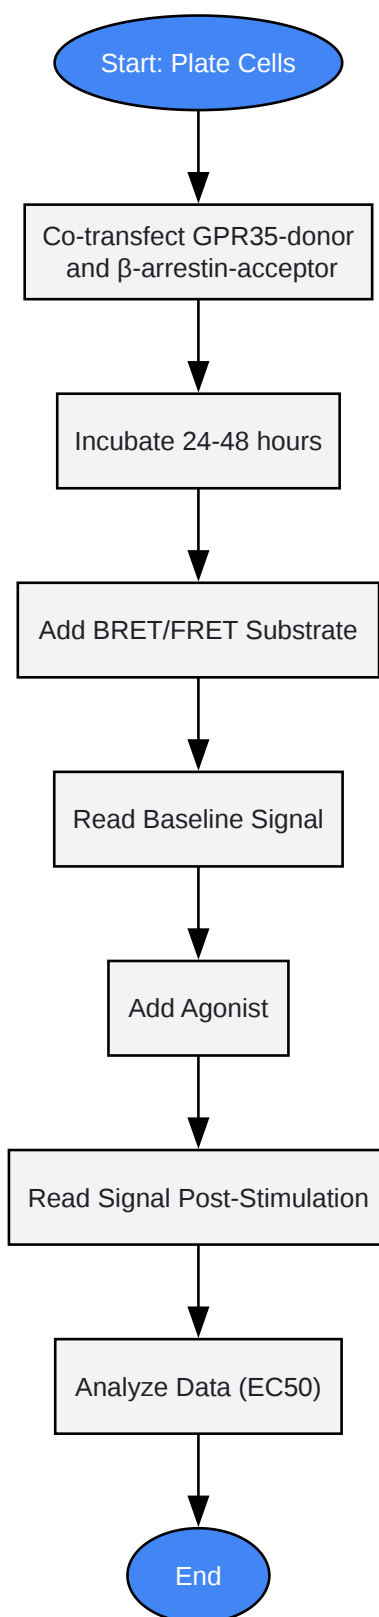 Start: Plate Cells
Co-transfect GPR35-donor
and β-arrestin-acceptor
Incubate 24-48 hours
Add BRET/FRET Substrate
Read Baseline Signal
Add Agonist
Read Signal Post-Stimulation
Analyze Data (EC50)
End